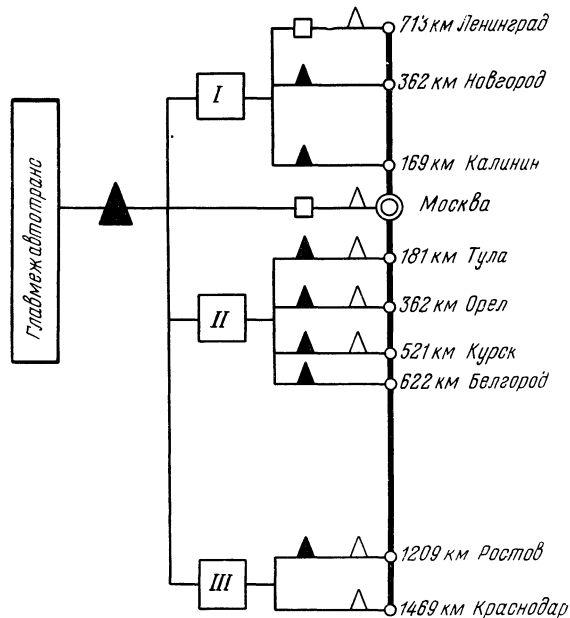 713 км Ленинград
I
362 км Новгород
169 км Калинин
Москва
Главмежавтотранс
181 км Тула
II
362 км Орел
521 км Курск
622 км Белгород
III
1209 км Ростов
1469 км Краснодар